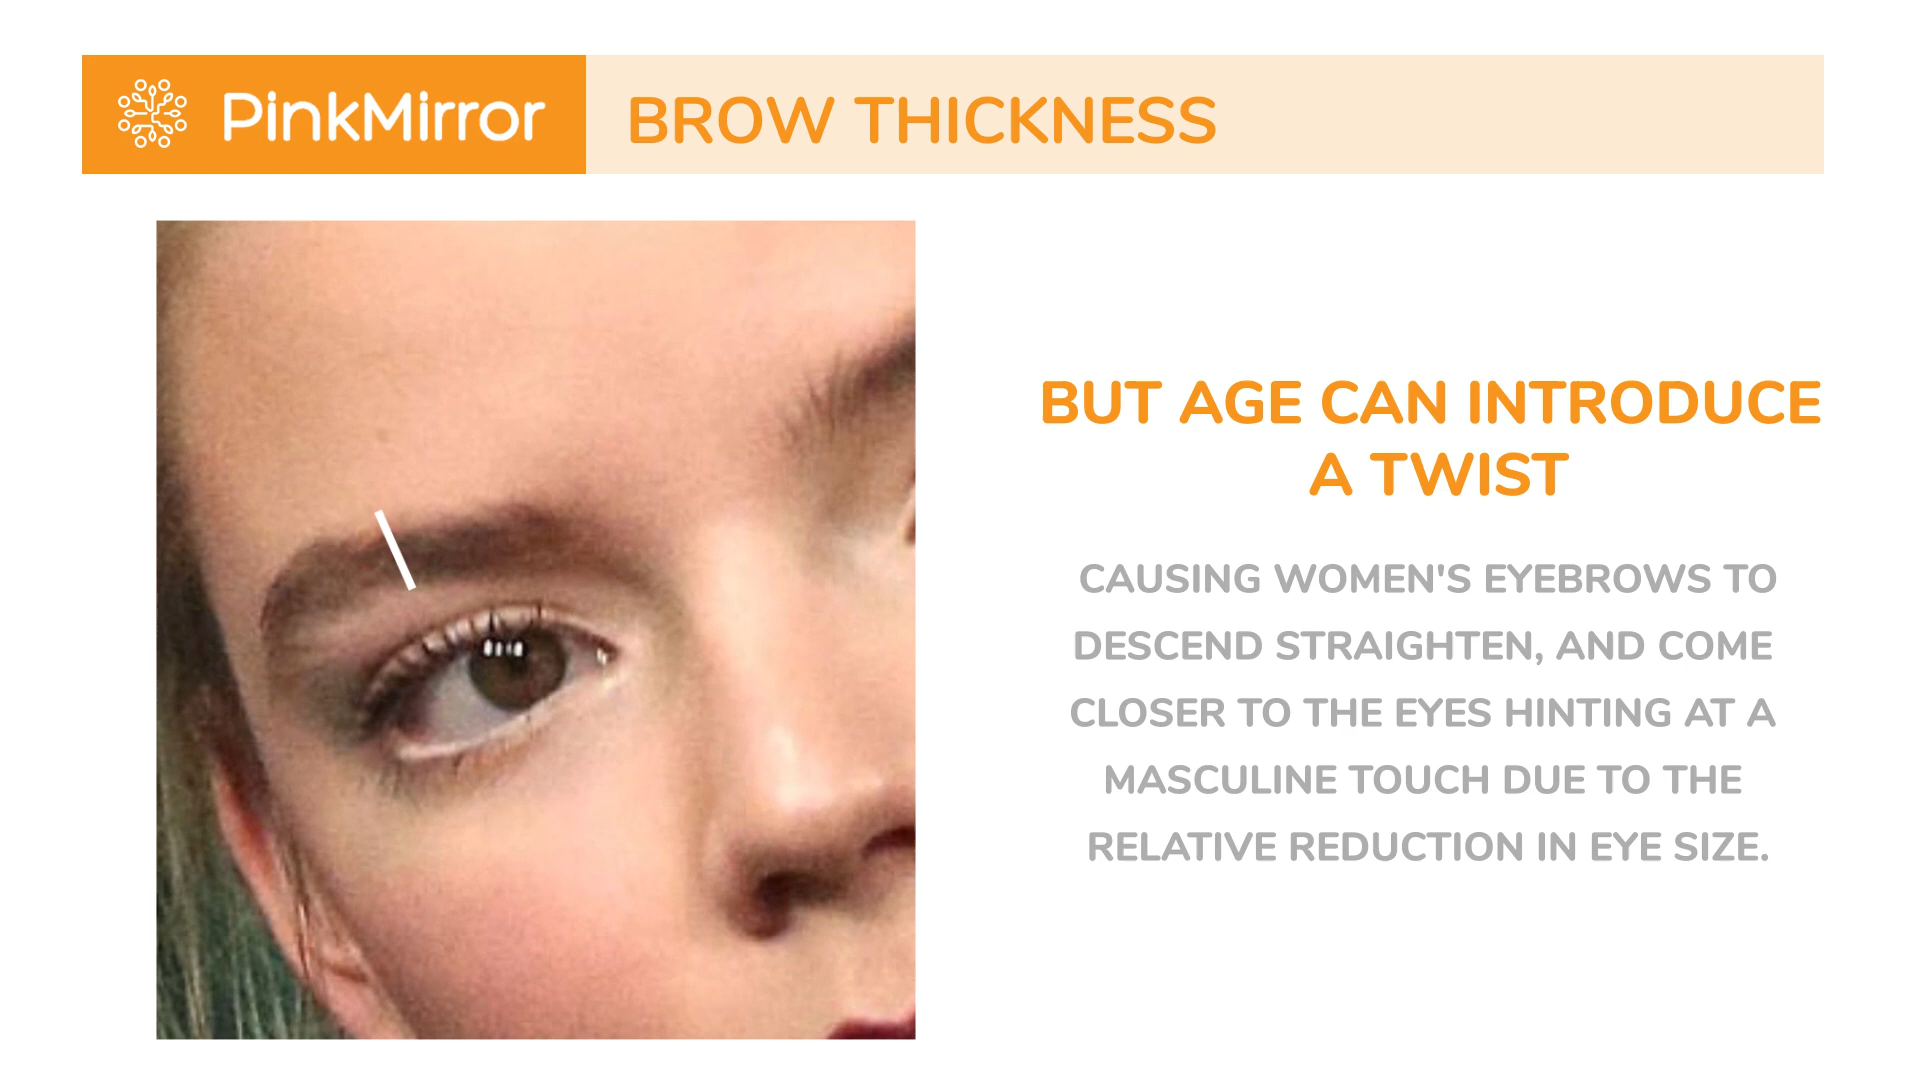 PinkMirror
BROW THICKNESS
BUT AGE CAN INTRODUCE
A TWIST
CAUSING WOMEN'S EYEBROWS TO
DESCEND STRAIGHTEN, AND COME
CLOSER TO THE EYES HINTING AT A
MASCULINE TOUCH DUE TO THE
RELATIVE REDUCTION IN EYE SIZE.